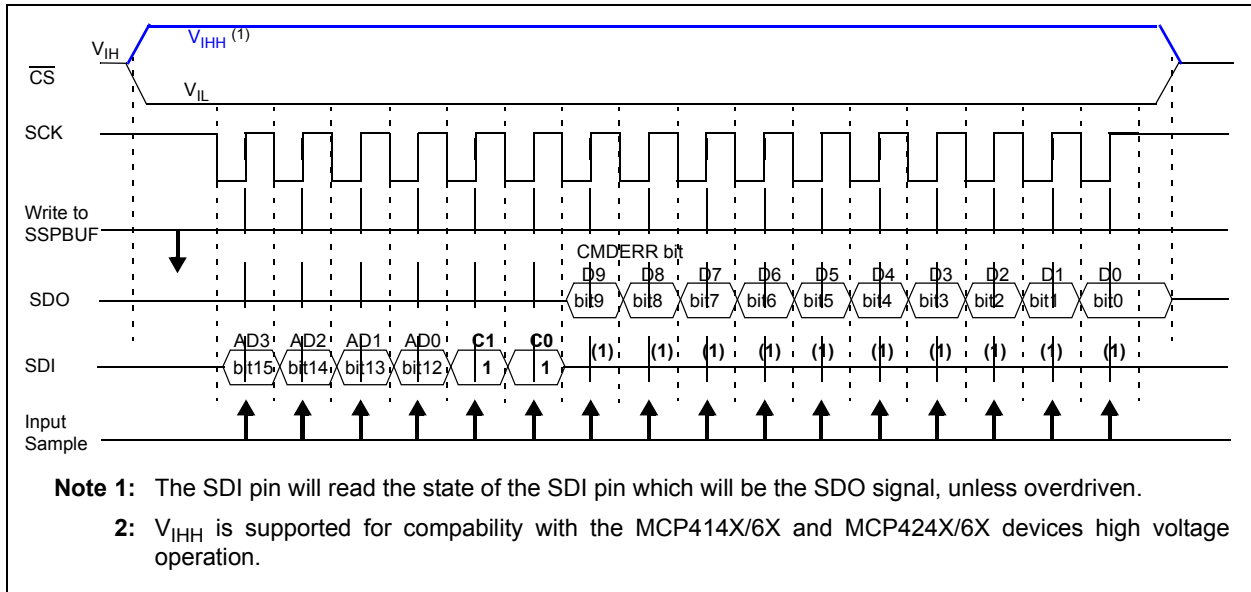 VIHH (1)
VIH
CS
VIL
SCK
Write to
SSPBUF
CMDERR bit
D9 D8 D7 D6 D5 D4 D3 D2 D1 D0
SDO bit9 bit8 bit7 bit6 bit5 bit4 bit3 bit2 bit1 bit0
AD3 AD2 AD1 AD0 C1 C0 (1) (1) (1) (1) (1) (1) (1) (1) (1) (1)
SDI bit15 bit14 bit13 bit12 1 1
Input
Sample
Note 1: The SDI pin will read the state of the SDI pin which will be the SDO signal, unless overdriven.
2: VIHH is supported for compability with the MCP414X/6X and MCP424X/6X devices high voltage
operation.